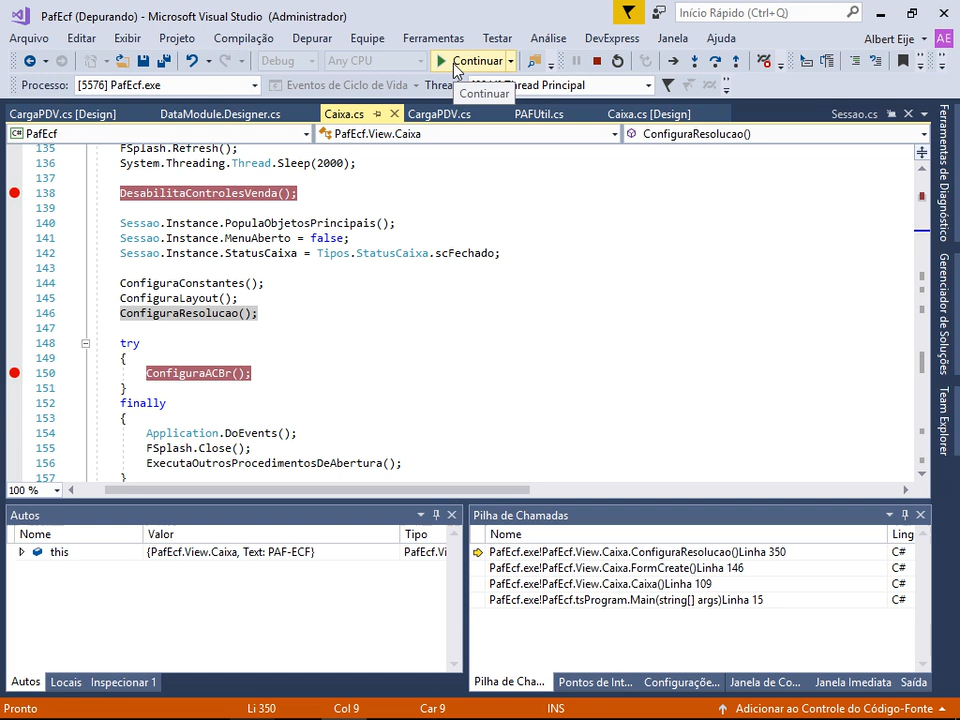 PafEcf (Depurando) - Microsoft Visual Studio (Administrador)
Início Rápido (Ctrl+Q)
Arquivo Editar Exibir Projeto Compilação Depurar Equipe Ferramentas Testar Análise DevExpress Janela Ajuda Albert Eije AE
Debug Any CPU Continuar
Processo: [5576] PafEcf.exe Eventos de Ciclo de Vida Thread Principal
Continuar
CargaPDV.cs [Design] DataModule.Designer.cs Caixa.cs CargaPDV.cs PAFUtil.cs Caixa.cs [Design] Sessao.cs
PafEcf PafEcf.View.Caixa ConfiguraResolucao()
135 FSplash.Refresh();
136 System.Threading.Thread.Sleep(2000);
137
138 DesabilitaControlesVenda();
139
140 Sessao.Instance.PopulaObjetosPrincipais();
141 Sessao.Instance.MenuAberto = false;
142 Sessao.Instance.StatusCaixa = Tipos.StatusCaixa.scFechado;
143
144 ConfiguraConstantes();
145 ConfiguraLayout();
146 ConfiguraResolucao();
147
148 try
149 {
150 ConfiguraACBr();
151 }
152 finally
153 {
154 Application.DoEvents();
155 FSplash.Close();
156 ExecutaOutrosProcedimentosDeAbertura();
157 }
100 %
Ferramentas de Diagnóstico
Gerenciador de Soluções
Team Explorer
Autos
Nome Valor Tipo
this {PafEcf.View.Caixa, Text: PAF-ECF} PafEcf.Vi
Autos Locais Inspecionar 1
Pilha de Chamadas
Nome Ling
PafEcf.exe!PafEcf.View.Caixa.ConfiguraResolucao()Linha 350 C#
PafEcf.exe!PafEcf.View.Caixa.FormCreate()Linha 146 C#
PafEcf.exe!PafEcf.View.Caixa.Caixa()Linha 109 C#
PafEcf.exe!PafEcf.tsProgram.Main(string[] args)Linha 15 C#
Pilha de Cha... Pontos de Int... Configuraçõe... Janela de Co... Janela Imediata Saída
Pronto Li 350 Col 9 Car 9 INS Adicionar ao Controle do Código-Fonte